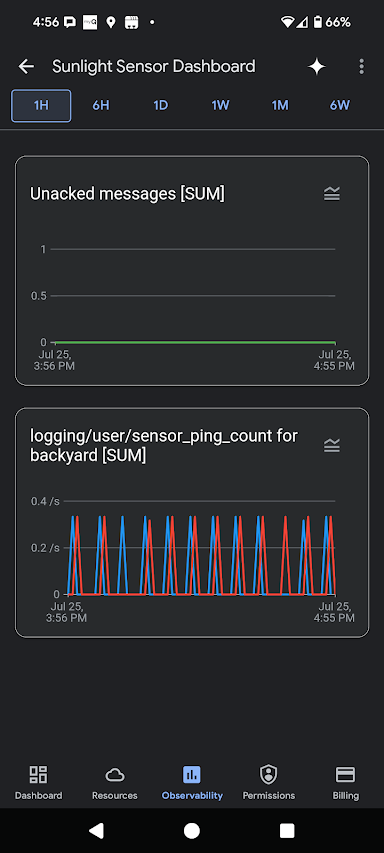 4:56
66%
Sunlight Sensor Dashboard
1H 6H 1D 1W 1M 6W
Unacked messages [SUM]
1
0.5
0
Jul 25, Jul 25,
3:56 PM 4:55 PM
logging/user/sensor_ping_count for
backyard [SUM]
0.4 /s
0.2 /s
0
Jul 25, Jul 25,
3:56 PM 4:55 PM
Dashboard Resources Observability Permissions Billing